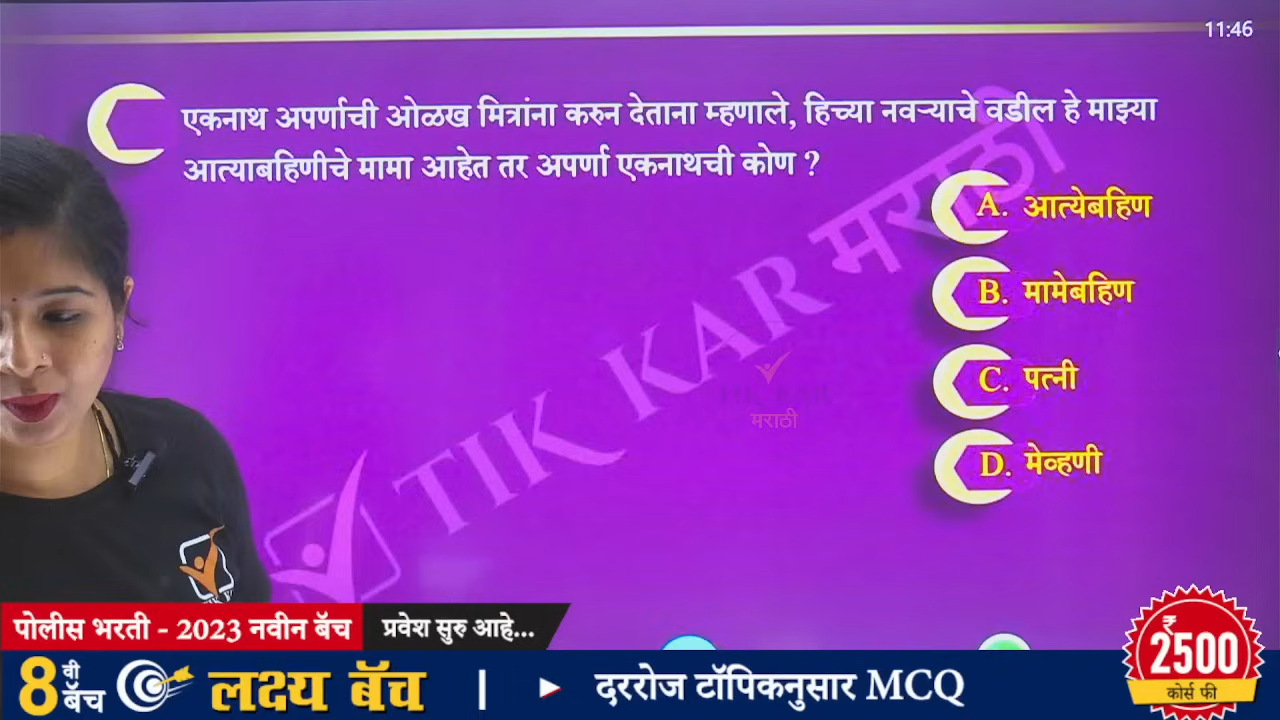 11:46
एकनाथ अपर्णाची ओळख मित्रांना करुन देताना म्हणाले, हिच्या नवऱ्याचे वडील हे माझ्या
आत्याबहिणीचे मामा आहेत तर अपर्णा एकनाथची कोण ?
A. आत्येबहिण
B. मामेबहिण
C. पत्नी
D. मेव्हणी
TIK KAR मराठी
मराठी
पोलीस भरती - 2023 नवीन बॅच
प्रवेश सुरु आहे...
8 वी बॅच
लक्ष्य बॅच
दररोज टॉपिकनुसार MCQ
₹ 2500
कोर्स फी